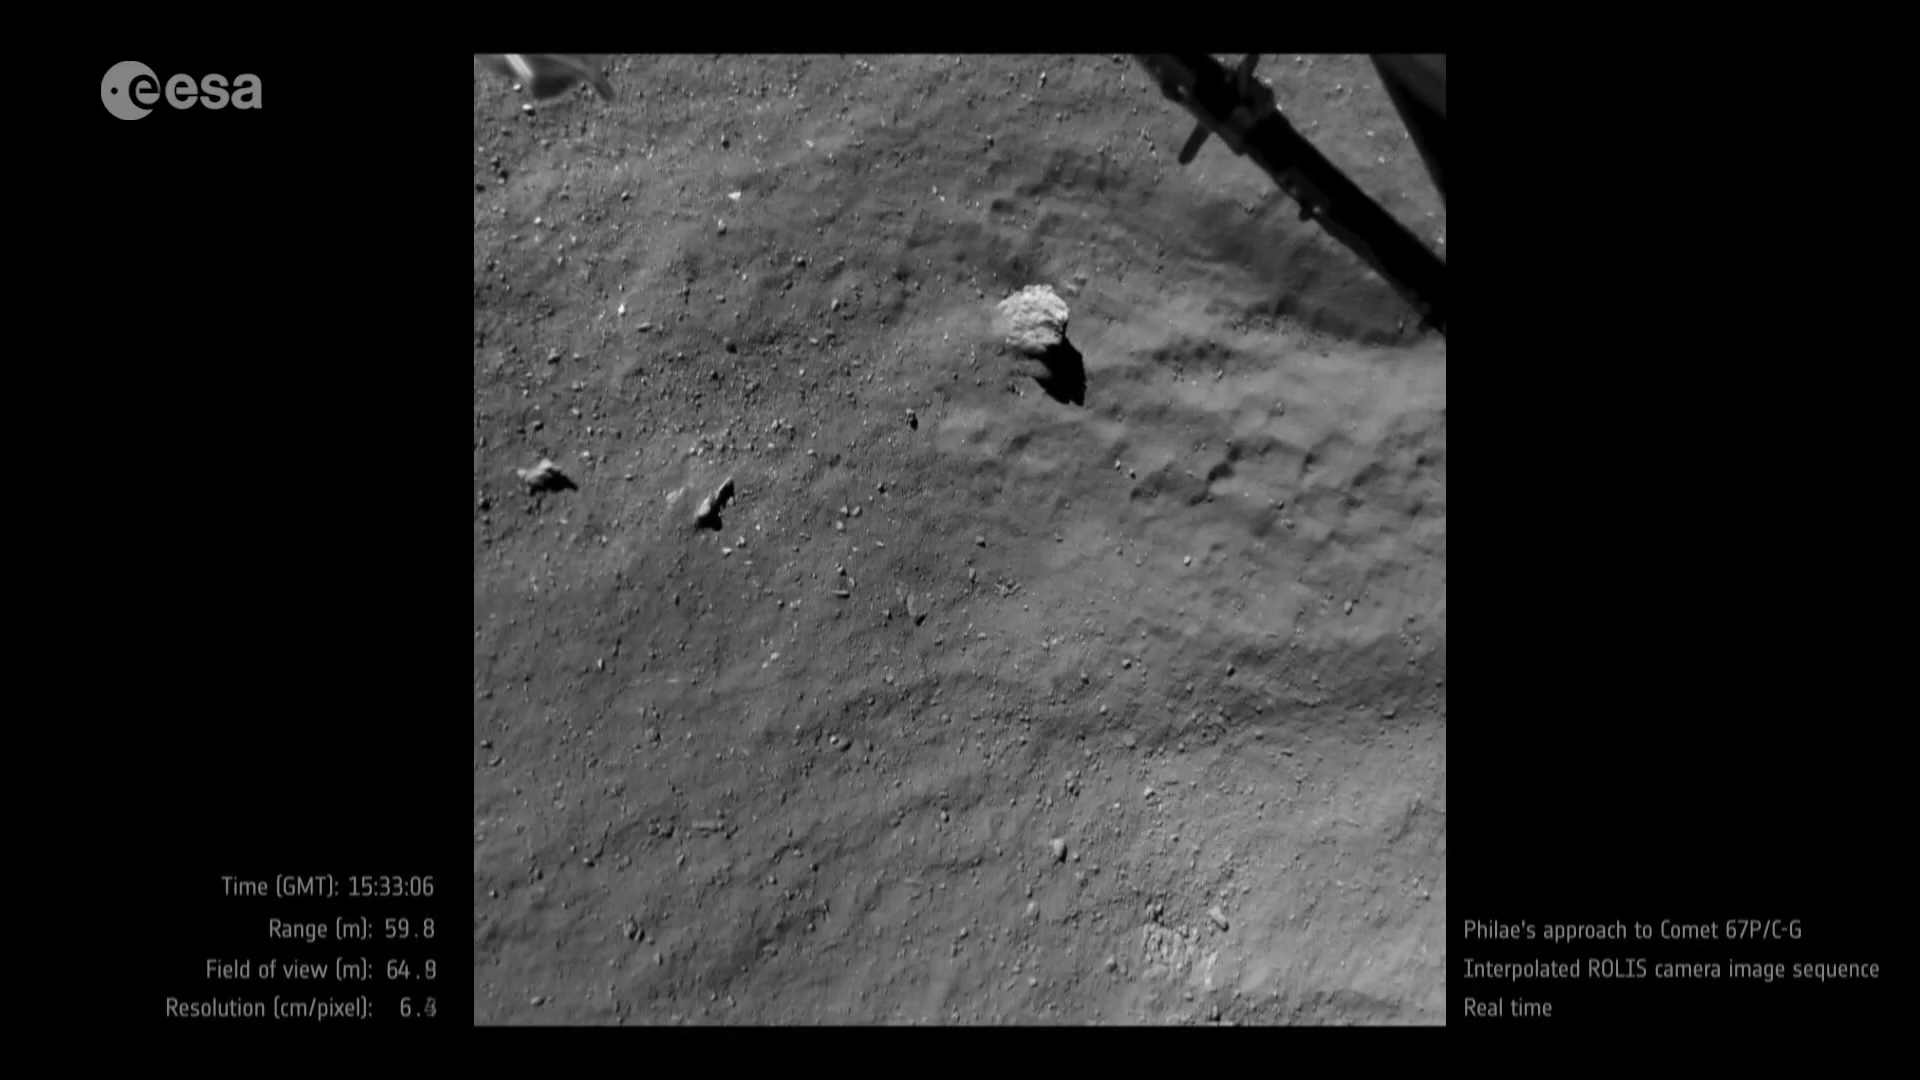 esa
Time (GMT): 15:33:06
Range (m): 59.8
Field of view (m): 64.8
Resolution (cm/pixel):
Philae's approach to Comet 67P/C-G
Interpolated ROLIS camera image sequence
Real time